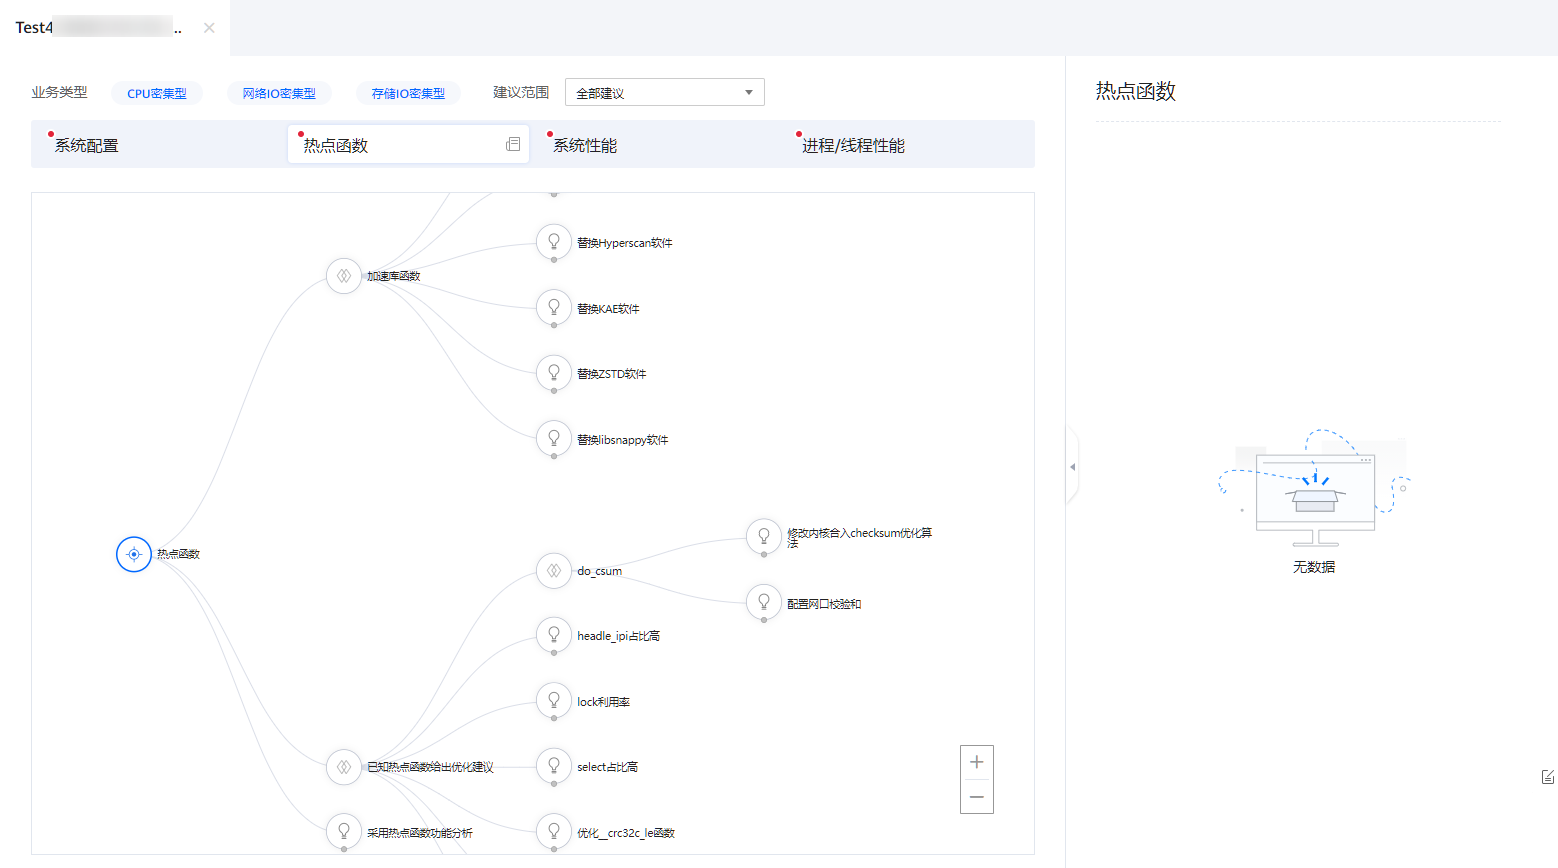 Test4
..
业务类型
CPU密集型
网络IO密集型
存储IO密集型
建议范围
全部建议
系统配置
热点函数
系统性能
进程/线程性能
热点函数
替换Hyperscan软件
加速库函数
替换KAE软件
替换ZSTD软件
替换libsnappy软件
修改内核合入checksum优化算
法
热点函数
do_csum
配置网口校验和
headle_ipi占比高
lock利用率
已知热点函数给出优化建议
select占比高
采用热点函数功能分析
优化__crc32c_le函数
无数据